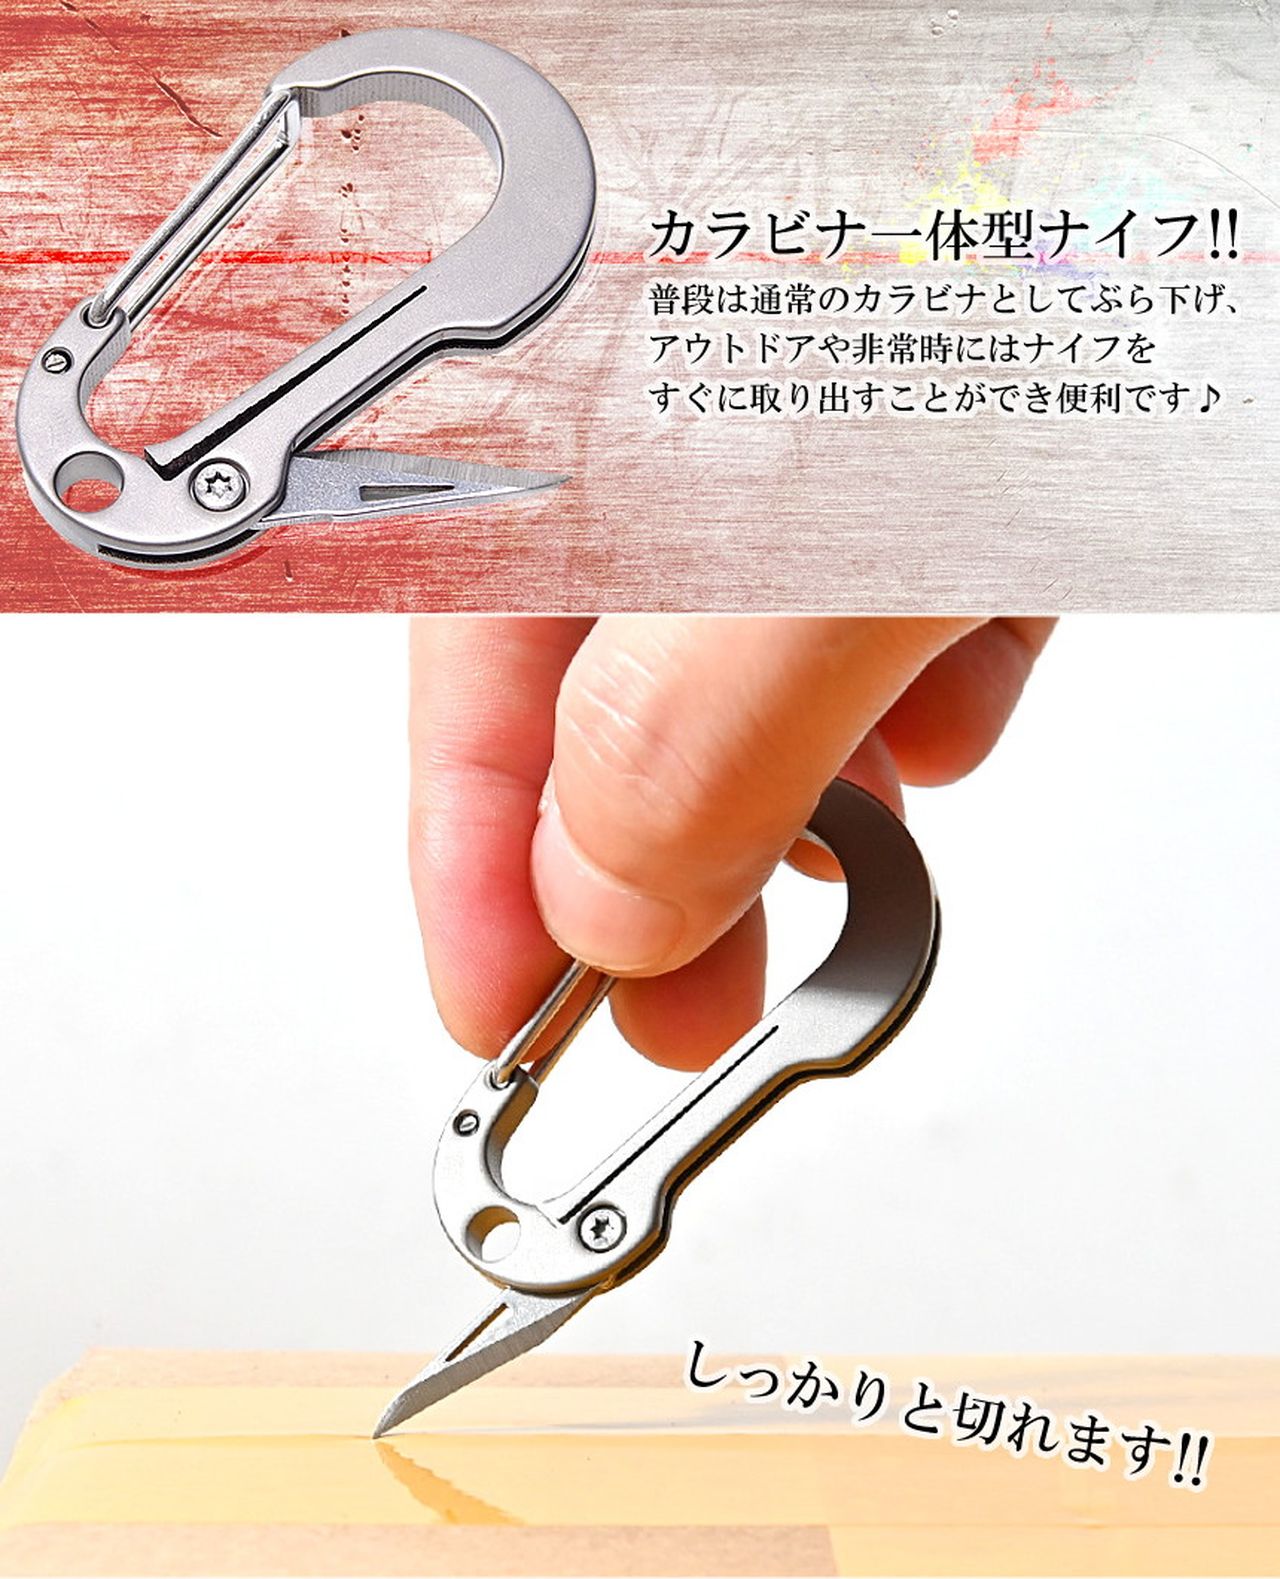 カラビナ一体型ナイフ!!
普段は通常のカラビナとしてぶら下げ、
アウトドアや非常時にはナイフを
すぐに取り出すことができ便利です♪
しっかりと切れます!!